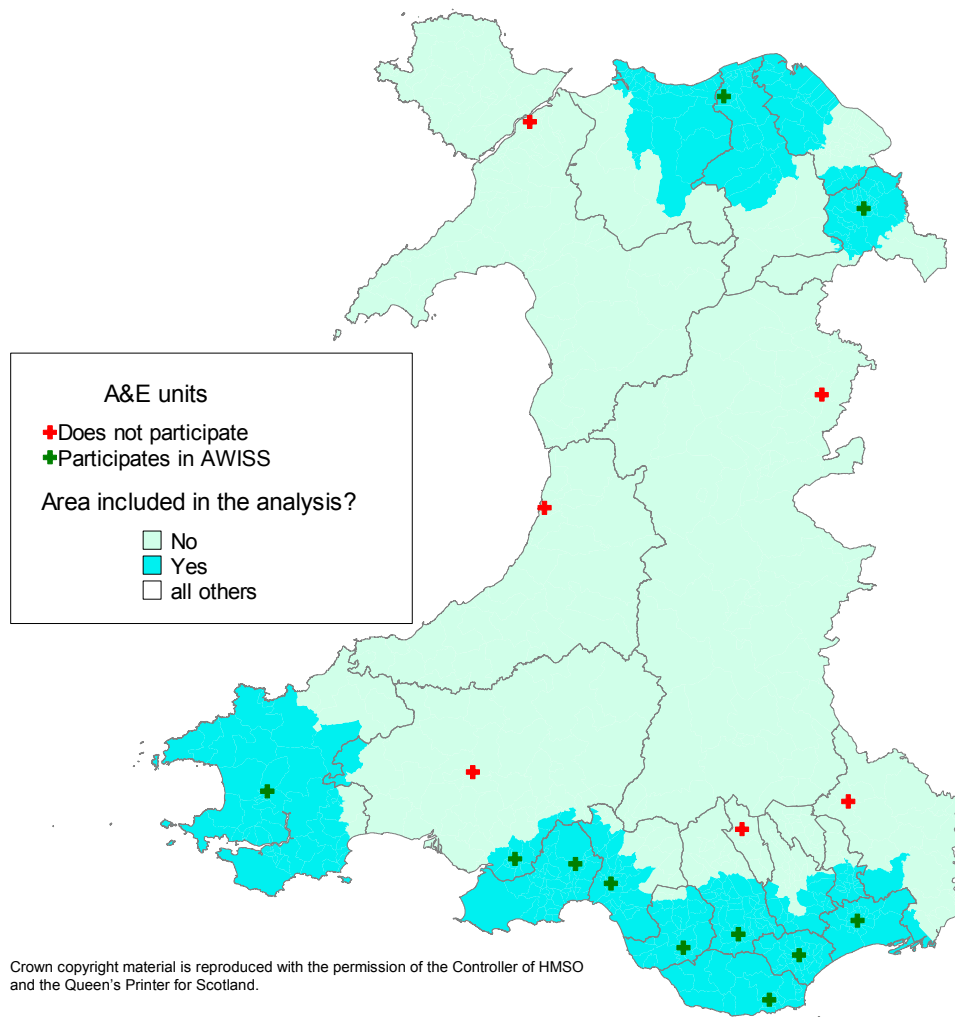 A&E units
Does not participate
Participates in AWISS
Area included in the analysis?
No
Yes
all others
Crown copyright material is reproduced with the permission of the Controller of HMSO
and the Queen's Printer for Scotland.